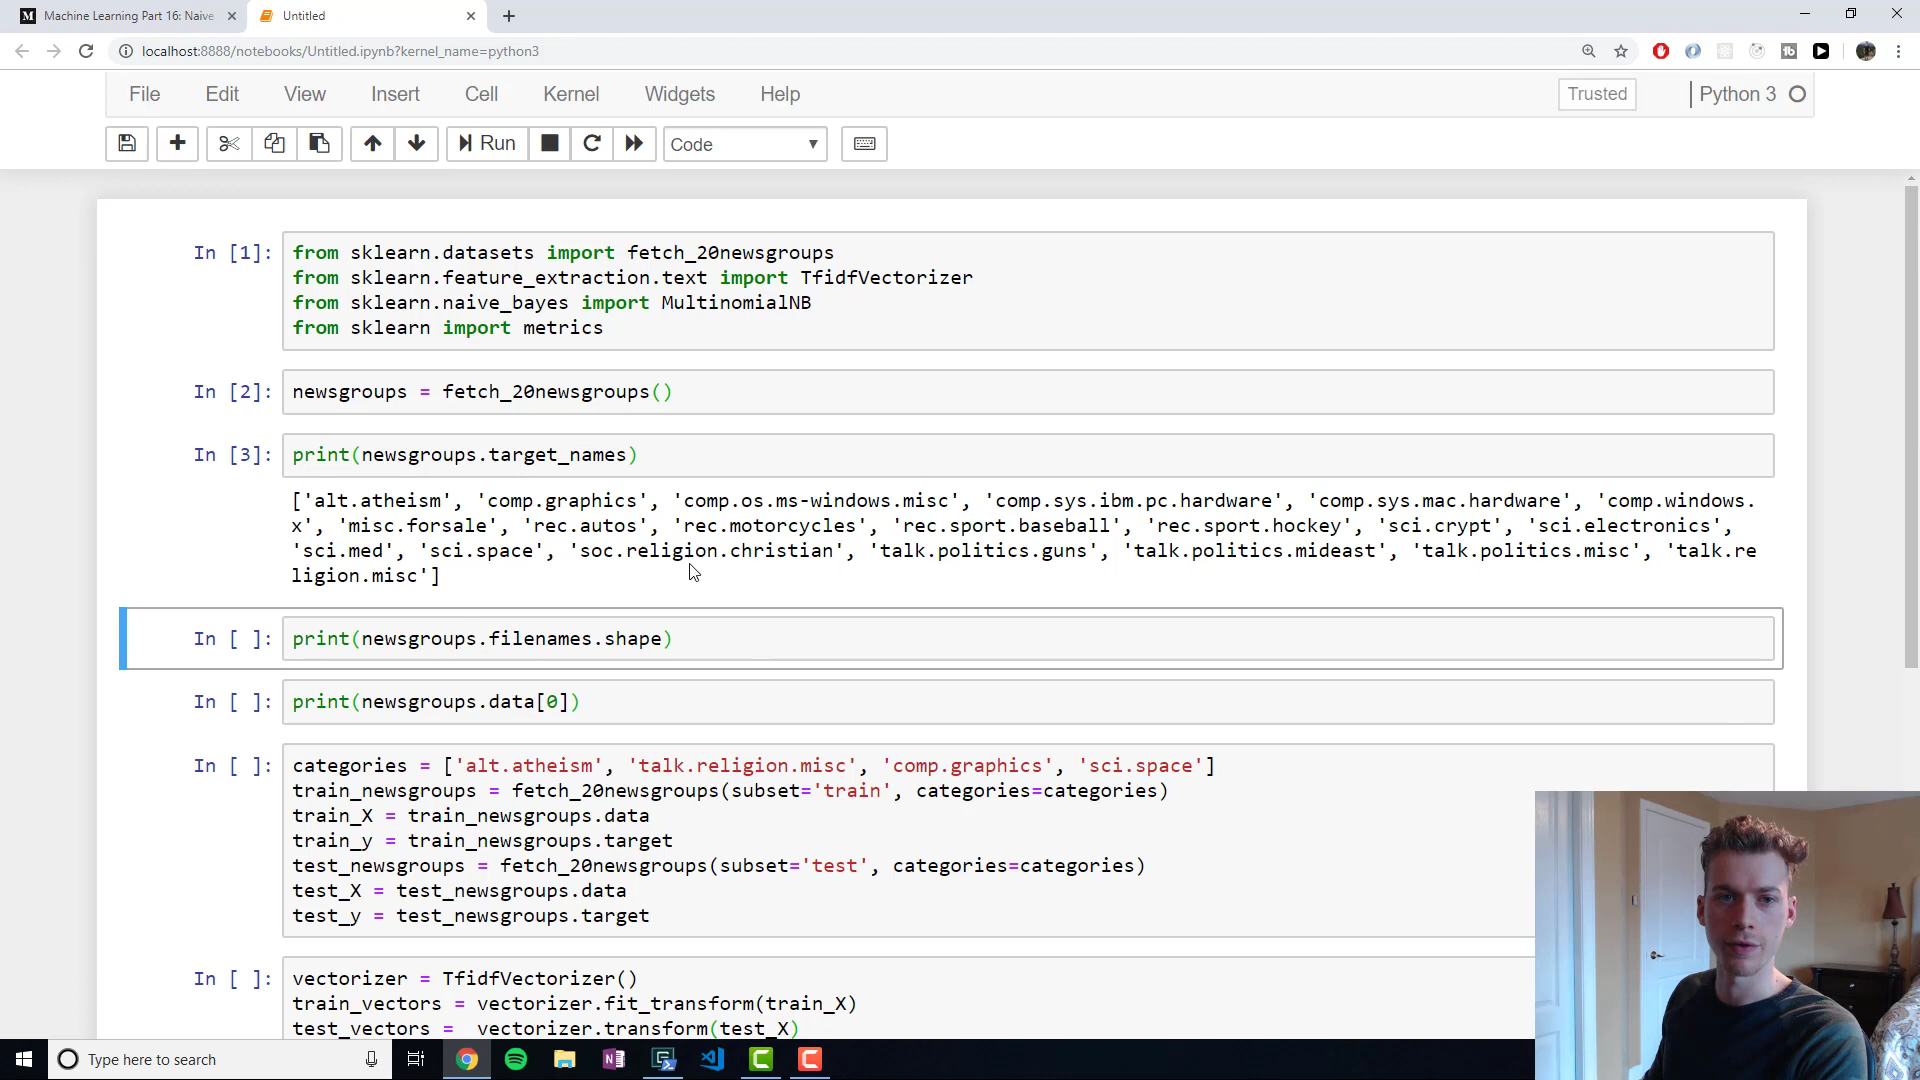 Machine Learning Part 16: Naive
Untitled
localhost:8888/notebooks/Untitled.ipynb?kernel_name=python3
File Edit View Insert Cell Kernel Widgets Help
Trusted
Python 3
Run
Code
In [1]:
from sklearn.datasets import fetch_20newsgroups
from sklearn.feature_extraction.text import TfidfVectorizer
from sklearn.naive_bayes import MultinomialNB
from sklearn import metrics
In [2]:
newsgroups = fetch_20newsgroups()
In [3]:
print(newsgroups.target_names)
['alt.atheism', 'comp.graphics', 'comp.os.ms-windows.misc', 'comp.sys.ibm.pc.hardware', 'comp.sys.mac.hardware', 'comp.windows.
x', 'misc.forsale', 'rec.autos', 'rec.motorcycles', 'rec.sport.baseball', 'rec.sport.hockey', 'sci.crypt', 'sci.electronics',
'sci.med', 'sci.space', 'soc.religion.christian', 'talk.politics.guns', 'talk.politics.mideast', 'talk.politics.misc', 'talk.re
ligion.misc']
In [ ]:
print(newsgroups.filenames.shape)
In [ ]:
print(newsgroups.data[0])
In [ ]:
categories = ['alt.atheism', 'talk.religion.misc', 'comp.graphics', 'sci.space']
train_newsgroups = fetch_20newsgroups(subset='train', categories=categories)
train_X = train_newsgroups.data
train_y = train_newsgroups.target
test_newsgroups = fetch_20newsgroups(subset='test', categories=categories)
test_X = test_newsgroups.data
test_y = test_newsgroups.target
In [ ]:
vectorizer = TfidfVectorizer()
train_vectors = vectorizer.fit_transform(train_X)
test_vectors =  vectorizer.transform(test_X)
Type here to search